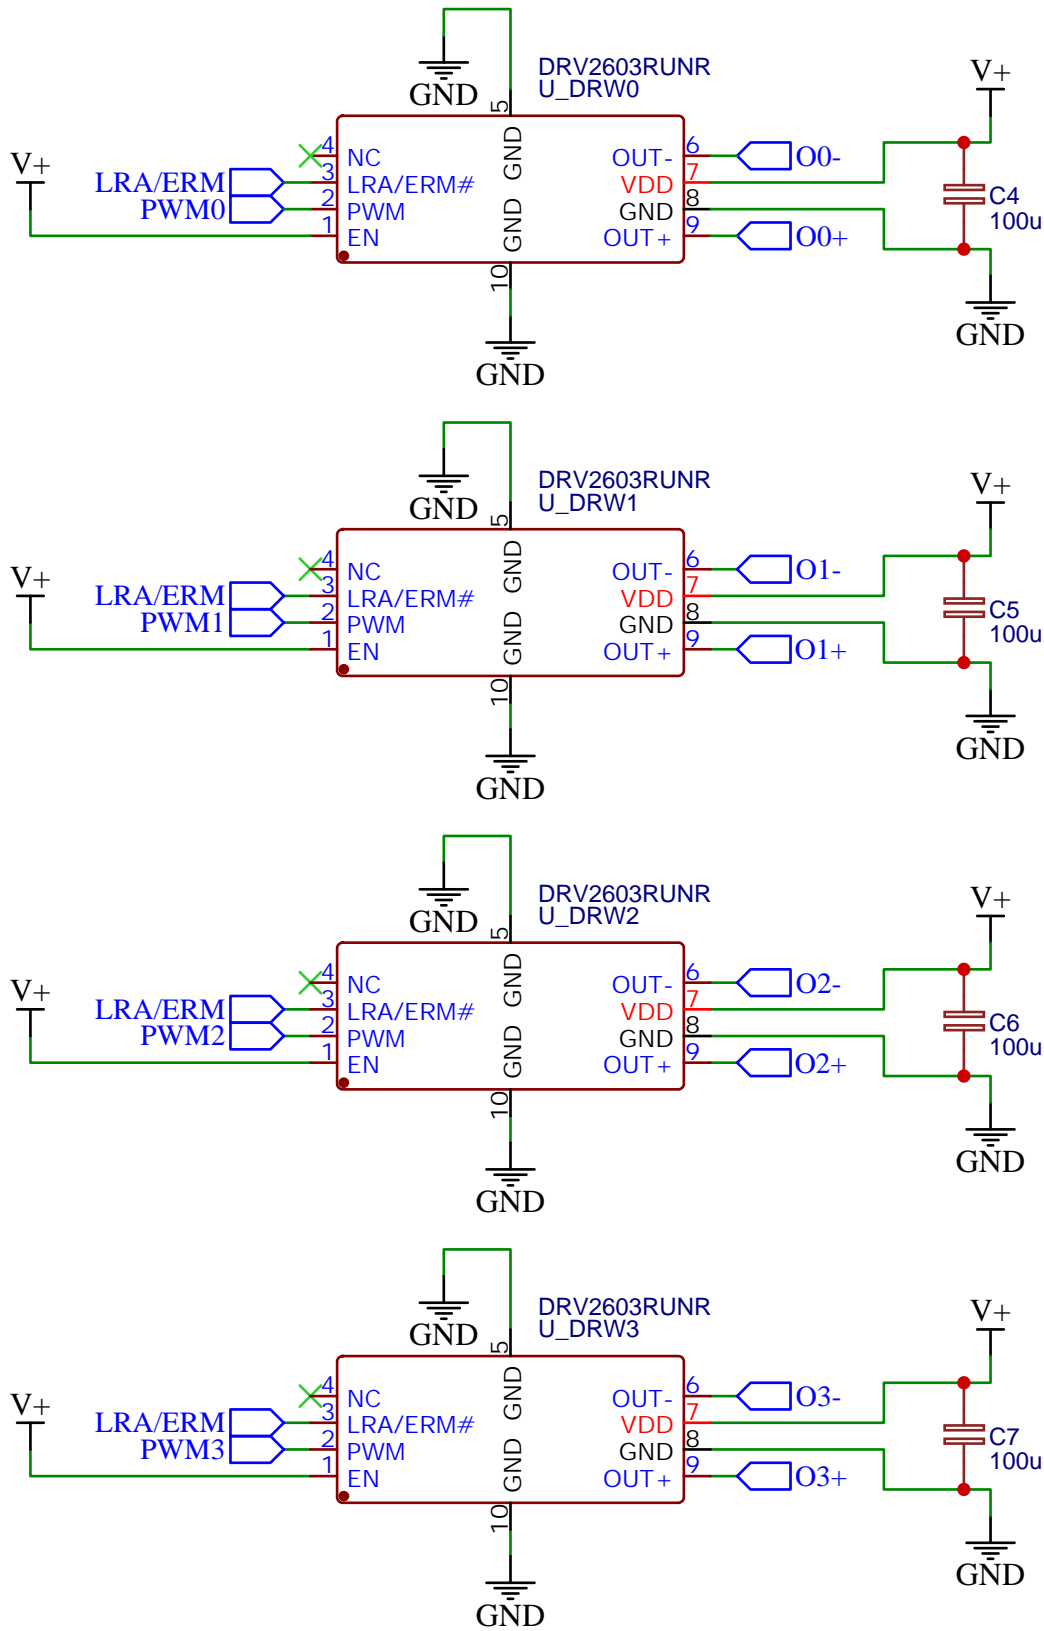 DRV2603RUNR
U_DRW0
GND
V+
V+
5
GND
4 NC
OUT- 6 O0-
LRA/ERM 3 LRA/ERM#
VDD 7
PWM0 2 PWM
GND 8
C4
100u
1 EN
GND
OUT+ 9 O0+
10
GND
GND
DRV2603RUNR
U_DRW1
GND
V+
V+
5
GND
4 NC
OUT- 6 O1-
LRA/ERM 3 LRA/ERM#
VDD 7
PWM1 2 PWM
GND 8
C5
100u
1 EN
GND
OUT+ 9 O1+
10
GND
GND
DRV2603RUNR
U_DRW2
GND
V+
V+
5
GND
4 NC
OUT- 6 O2-
LRA/ERM 3 LRA/ERM#
VDD 7
PWM2 2 PWM
GND 8
C6
100u
1 EN
GND
OUT+ 9 O2+
10
GND
GND
DRV2603RUNR
U_DRW3
GND
V+
V+
5
GND
4 NC
OUT- 6 O3-
LRA/ERM 3 LRA/ERM#
VDD 7
PWM3 2 PWM
GND 8
C7
100u
1 EN
GND
OUT+ 9 O3+
10
GND
GND